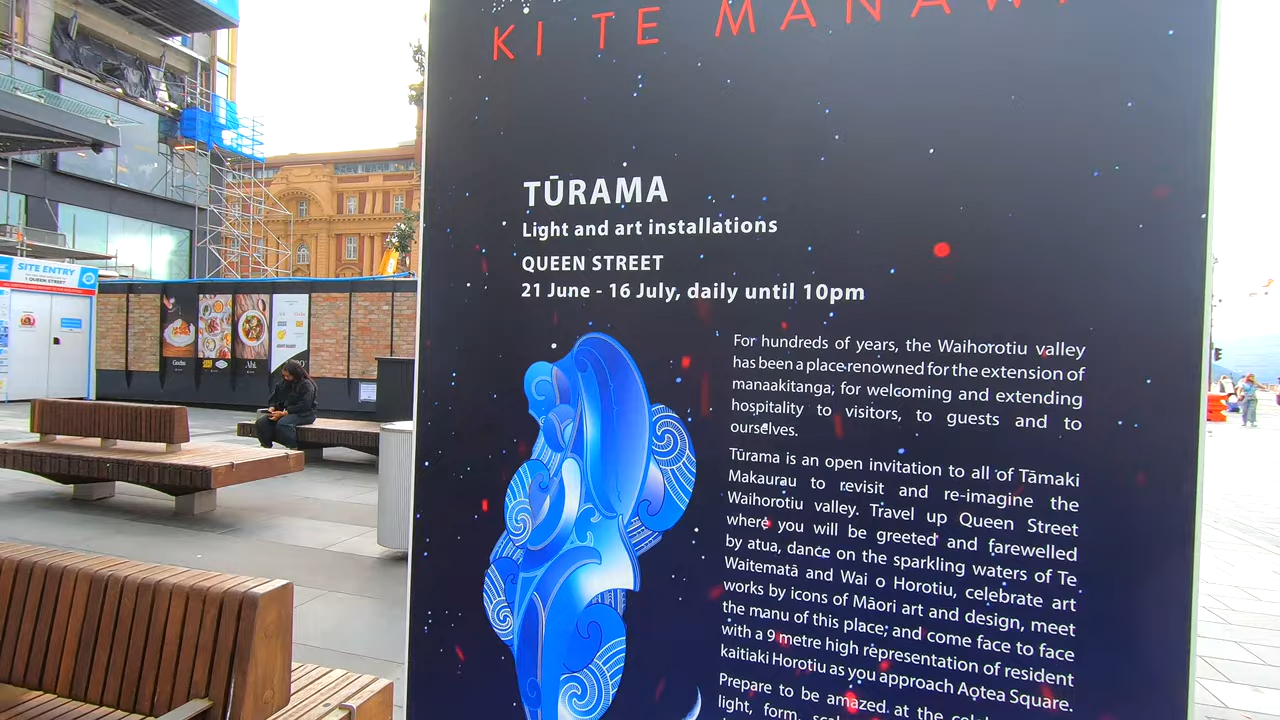 KI TE MANAWA
TŪRAMA
Light and art installations
QUEEN STREET
21 June - 16 July, daily until 10pm
For hundreds of years, the Waihorotiu valley
has been a place renowned for the extension of
manaakitanga, for welcoming and extending
hospitality to visitors, to guests and to
ourselves.
Tūrama is an open invitation to all of Tāmaki
Makaurau to revisit and re-imagine the
Waihorotiu valley. Travel up Queen Street
where you will be greeted and farewelled
by atua, dance on the sparkling waters of Te
Waitematā and Wai o Horotiu, celebrate art
works by icons of Māori art and design, meet
the manu of this place, and come face to face
with a 9 metre high representation of resident
kaitiaki Horotiu as you approach Aotea Square.
Prepare to be amazed at the
light, form,
SITE ENTRY
1 QUEEN STREET